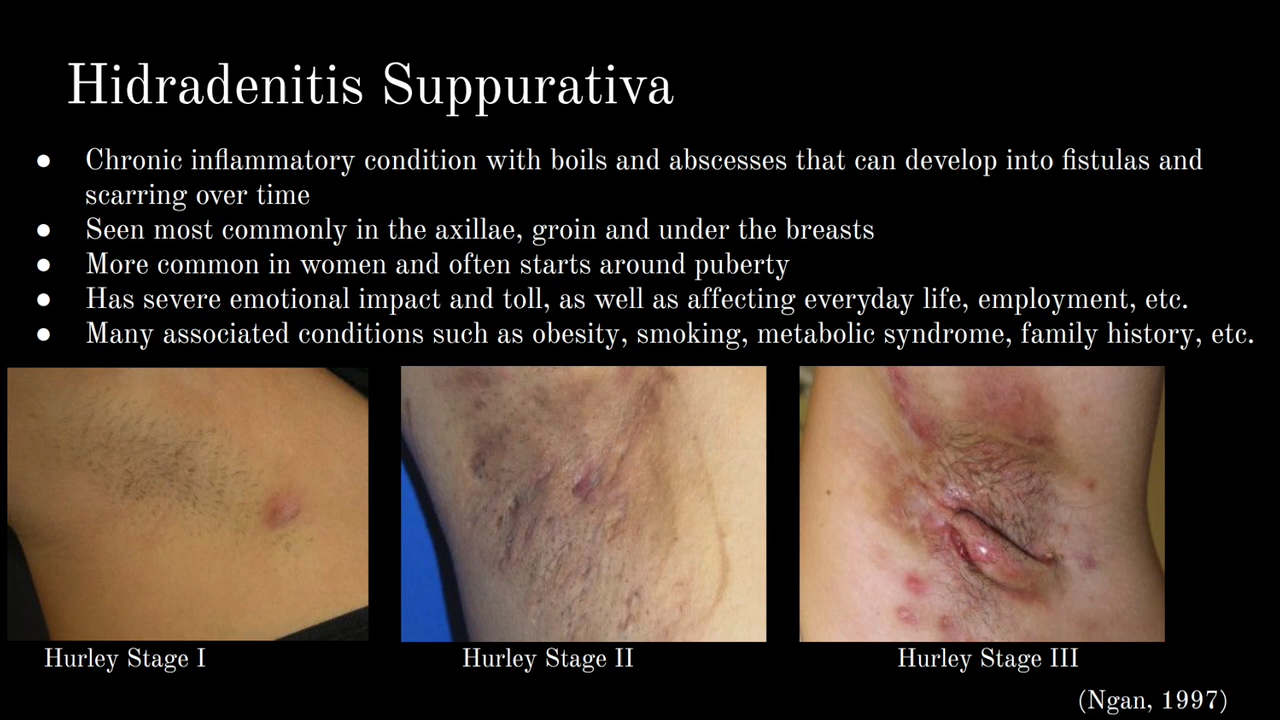 Hidradenitis Suppurativa
● Chronic inflammatory condition with boils and abscesses that can develop into fistulas and
scarring over time
● Seen most commonly in the axillae, groin and under the breasts
● More common in women and often starts around puberty
● Has severe emotional impact and toll, as well as affecting everyday life, employment, etc.
● Many associated conditions such as obesity, smoking, metabolic syndrome, family history, etc.
Hurley Stage I
Hurley Stage II
Hurley Stage III
(Ngan, 1997)